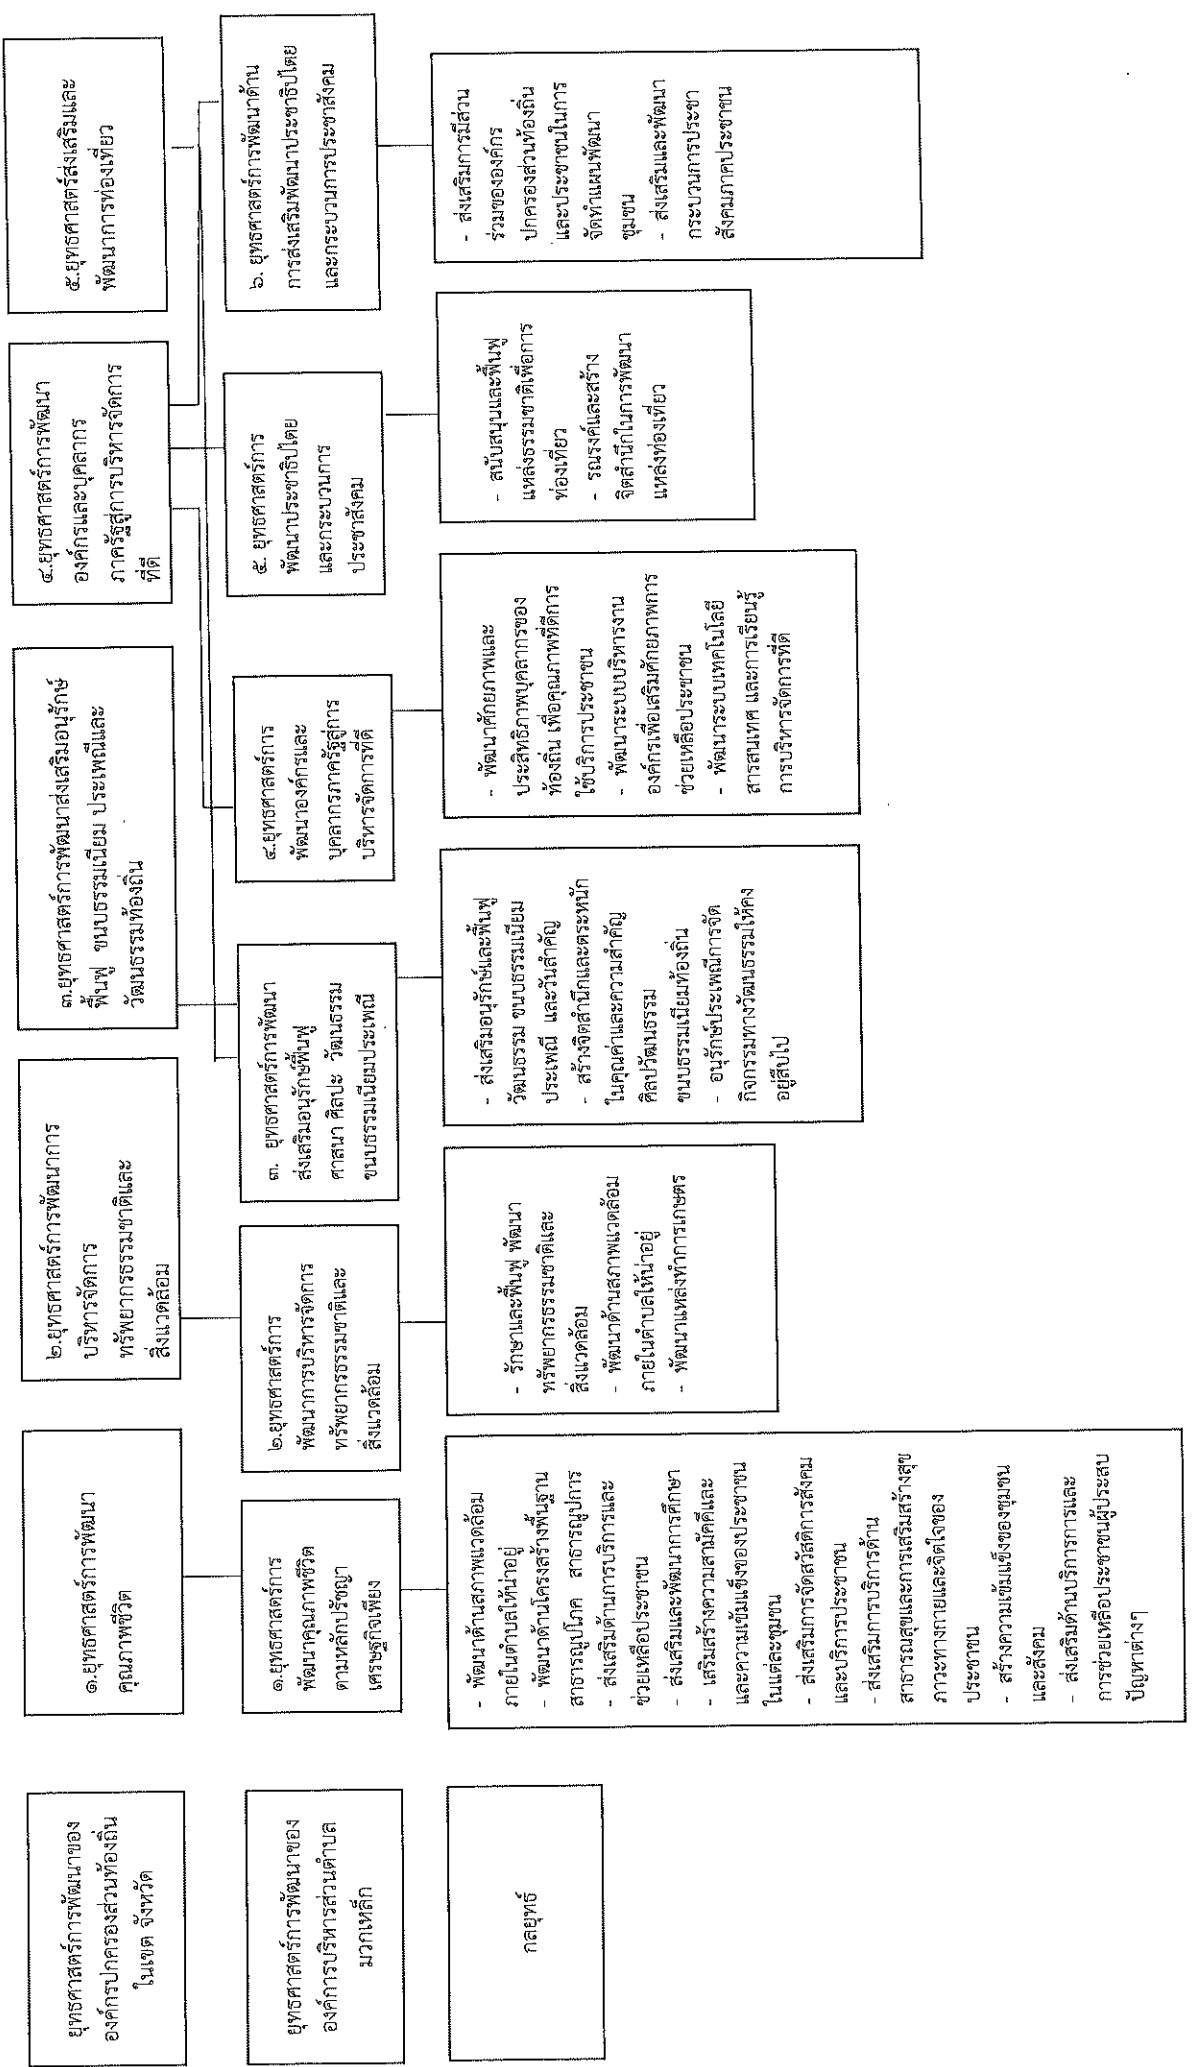 ยุทธศาสตร์การพัฒนาของ
องค์กรปกครองส่วนท้องถิ่น
ในเขต จังหวัด
๑.ยุทธศาสตร์การพัฒนา
คุณภาพชีวิต
๒.ยุทธศาสตร์การพัฒนาการ
บริหารจัดการ
ทรัพยากรธรรมชาติและ
สิ่งแวดล้อม
๓.ยุทธศาสตร์การพัฒนาส่งเสริมอนุรักษ์
ฟื้นฟู ขนบธรรมเนียม ประเพณีและ
วัฒนธรรมท้องถิ่น
๔.ยุทธศาสตร์การพัฒนา
องค์กรและบุคลากร
ภาครัฐสู่การบริหารจัดการ
ที่ดี
๕.ยุทธศาสตร์ส่งเสริมและ
พัฒนาการท่องเที่ยว
ยุทธศาสตร์การพัฒนาของ
องค์การบริหารส่วนตำบล
มวกเหล็ก
๑.ยุทธศาสตร์การ
พัฒนาคุณภาพชีวิต
ตามหลักปรัชญา
เศรษฐกิจเพียง
๒.ยุทธศาสตร์การ
พัฒนาการบริหารจัดการ
ทรัพยากรธรรมชาติและ
สิ่งแวดล้อม
๓. ยุทธศาสตร์การพัฒนา
ส่งเสริมอนุรักษ์ฟื้นฟู
ศาสนา ศิลปะ วัฒนธรรม
ขนบธรรมเนียมประเพณี
๔.ยุทธศาสตร์การ
พัฒนาองค์กรและ
บุคลากรภาครัฐสู่การ
บริหารจัดการที่ดี
๕. ยุทธศาสตร์การ
พัฒนาประชาธิปไตย
และกระบวนการ
ประชาสังคม
๖. ยุทธศาสตร์การพัฒนาด้าน
การส่งเสริมพัฒนาประชาธิปไตย
และกระบวนการประชาสังคม
กลยุทธ์
- พัฒนาด้านสภาพแวดล้อม
ภายในตำบลให้น่าอยู่
- พัฒนาด้านโครงสร้างพื้นฐาน
สาธารณูปโภค สาธารณูปการ
- ส่งเสริมด้านการบริการและ
ช่วยเหลือประชาชน
- ส่งเสริมและพัฒนาการศึกษา
- เสริมสร้างความสามัคคีและ
และความเข้มแข็งของประชาชน
ในแต่ละชุมชน
- ส่งเสริมการจัดสวัสดิการสังคม
และบริการประชาชน
- ส่งเสริมการบริการด้าน
สาธารณสุขและการเสริมสร้างสุข
ภาวะทางกายและจิตใจของ
ประชาชน
- สร้างความเข้มแข็งของชุมชน
และสังคม
- ส่งเสริมด้านบริการการและ
การช่วยเหลือประชาชนผู้ประสบ
ปัญหาต่างๆ
- รักษาและฟื้นฟู พัฒนา
ทรัพยากรธรรมชาติและ
สิ่งแวดล้อม
- พัฒนาด้านสภาพแวดล้อม
ภายในตำบลให้น่าอยู่
- พัฒนาแหล่งทำการเกษตร
- ส่งเสริมอนุรักษ์และฟื้นฟู
วัฒนธรรม ขนบธรรมเนียม
ประเพณี และวันสำคัญ
- สร้างจิตสำนึกและตระหนัก
ในคุณค่าและความสำคัญ
ศิลปวัฒนธรรม
ขนบธรรมเนียมท้องถิ่น
- อนุรักษ์ประเพณีการจัด
กิจกรรมทางวัฒนธรรมให้คง
อยู่สืบไป
- พัฒนาศักยภาพและ
ประสิทธิภาพบุคลากรของ
ท้องถิ่น เพื่อคุณภาพที่ดีการ
ใช้บริการประชาชน
- พัฒนาระบบบริหารงาน
องค์กรเพื่อเสริมศักยภาพการ
ช่วยเหลือประชาชน
- พัฒนาระบบเทคโนโลยี
สารสนเทศ และการเรียนรู้
การบริหารจัดการที่ดี
- สนับสนุนและฟื้นฟู
แหล่งธรรมชาติเพื่อการ
ท่องเที่ยว
- รณรงค์และสร้าง
จิตสำนึกในการพัฒนา
แหล่งท่องเที่ยว
- ส่งเสริมการมีส่วน
ร่วมขององค์กร
ปกครองส่วนท้องถิ่น
และประชาชนในการ
จัดทำแผนพัฒนา
ชุมชน
- ส่งเสริมและพัฒนา
กระบวนการประชา
สังคมภาคประชาชน